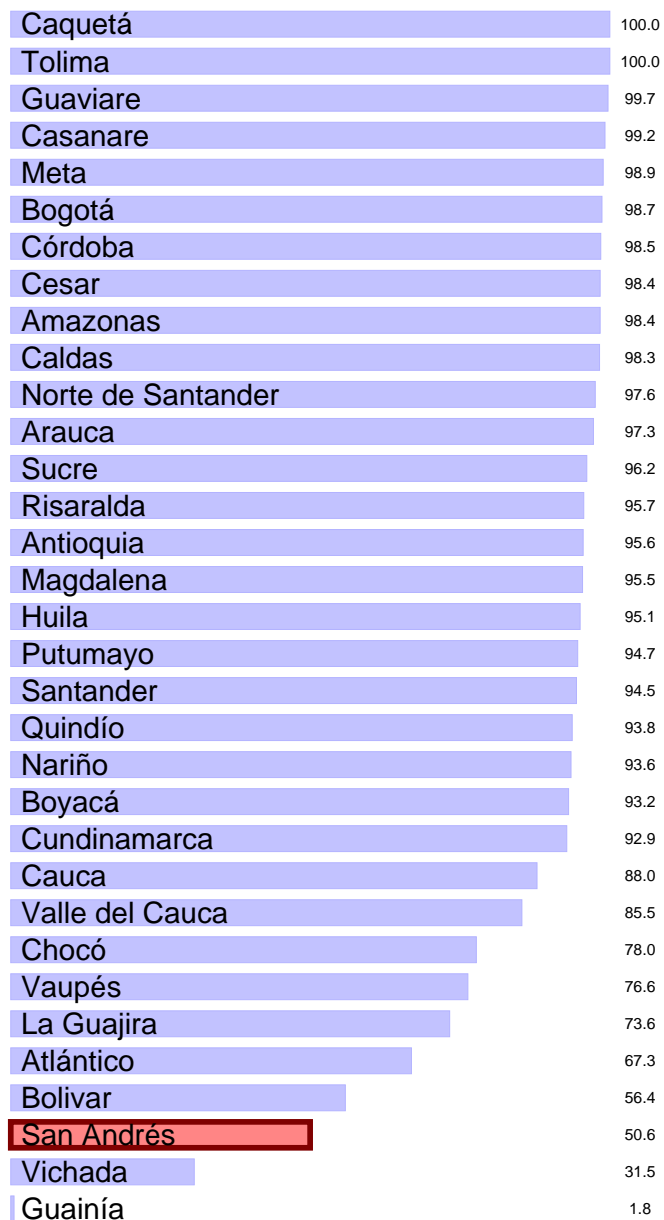 Caquetá 100.0
Tolima 100.0
Guaviare 99.7
Casanare 99.2
Meta 98.9
Bogotá 98.7
Córdoba 98.5
Cesar 98.4
Amazonas 98.4
Caldas 98.3
Norte de Santander 97.6
Arauca 97.3
Sucre 96.2
Risaralda 95.7
Antioquia 95.6
Magdalena 95.5
Huila 95.1
Putumayo 94.7
Santander 94.5
Quindío 93.8
Nariño 93.6
Boyacá 93.2
Cundinamarca 92.9
Cauca 88.0
Valle del Cauca 85.5
Chocó 78.0
Vaupés 76.6
La Guajira 73.6
Atlántico 67.3
Bolivar 56.4
San Andrés 50.6
Vichada 31.5
Guainía 1.8